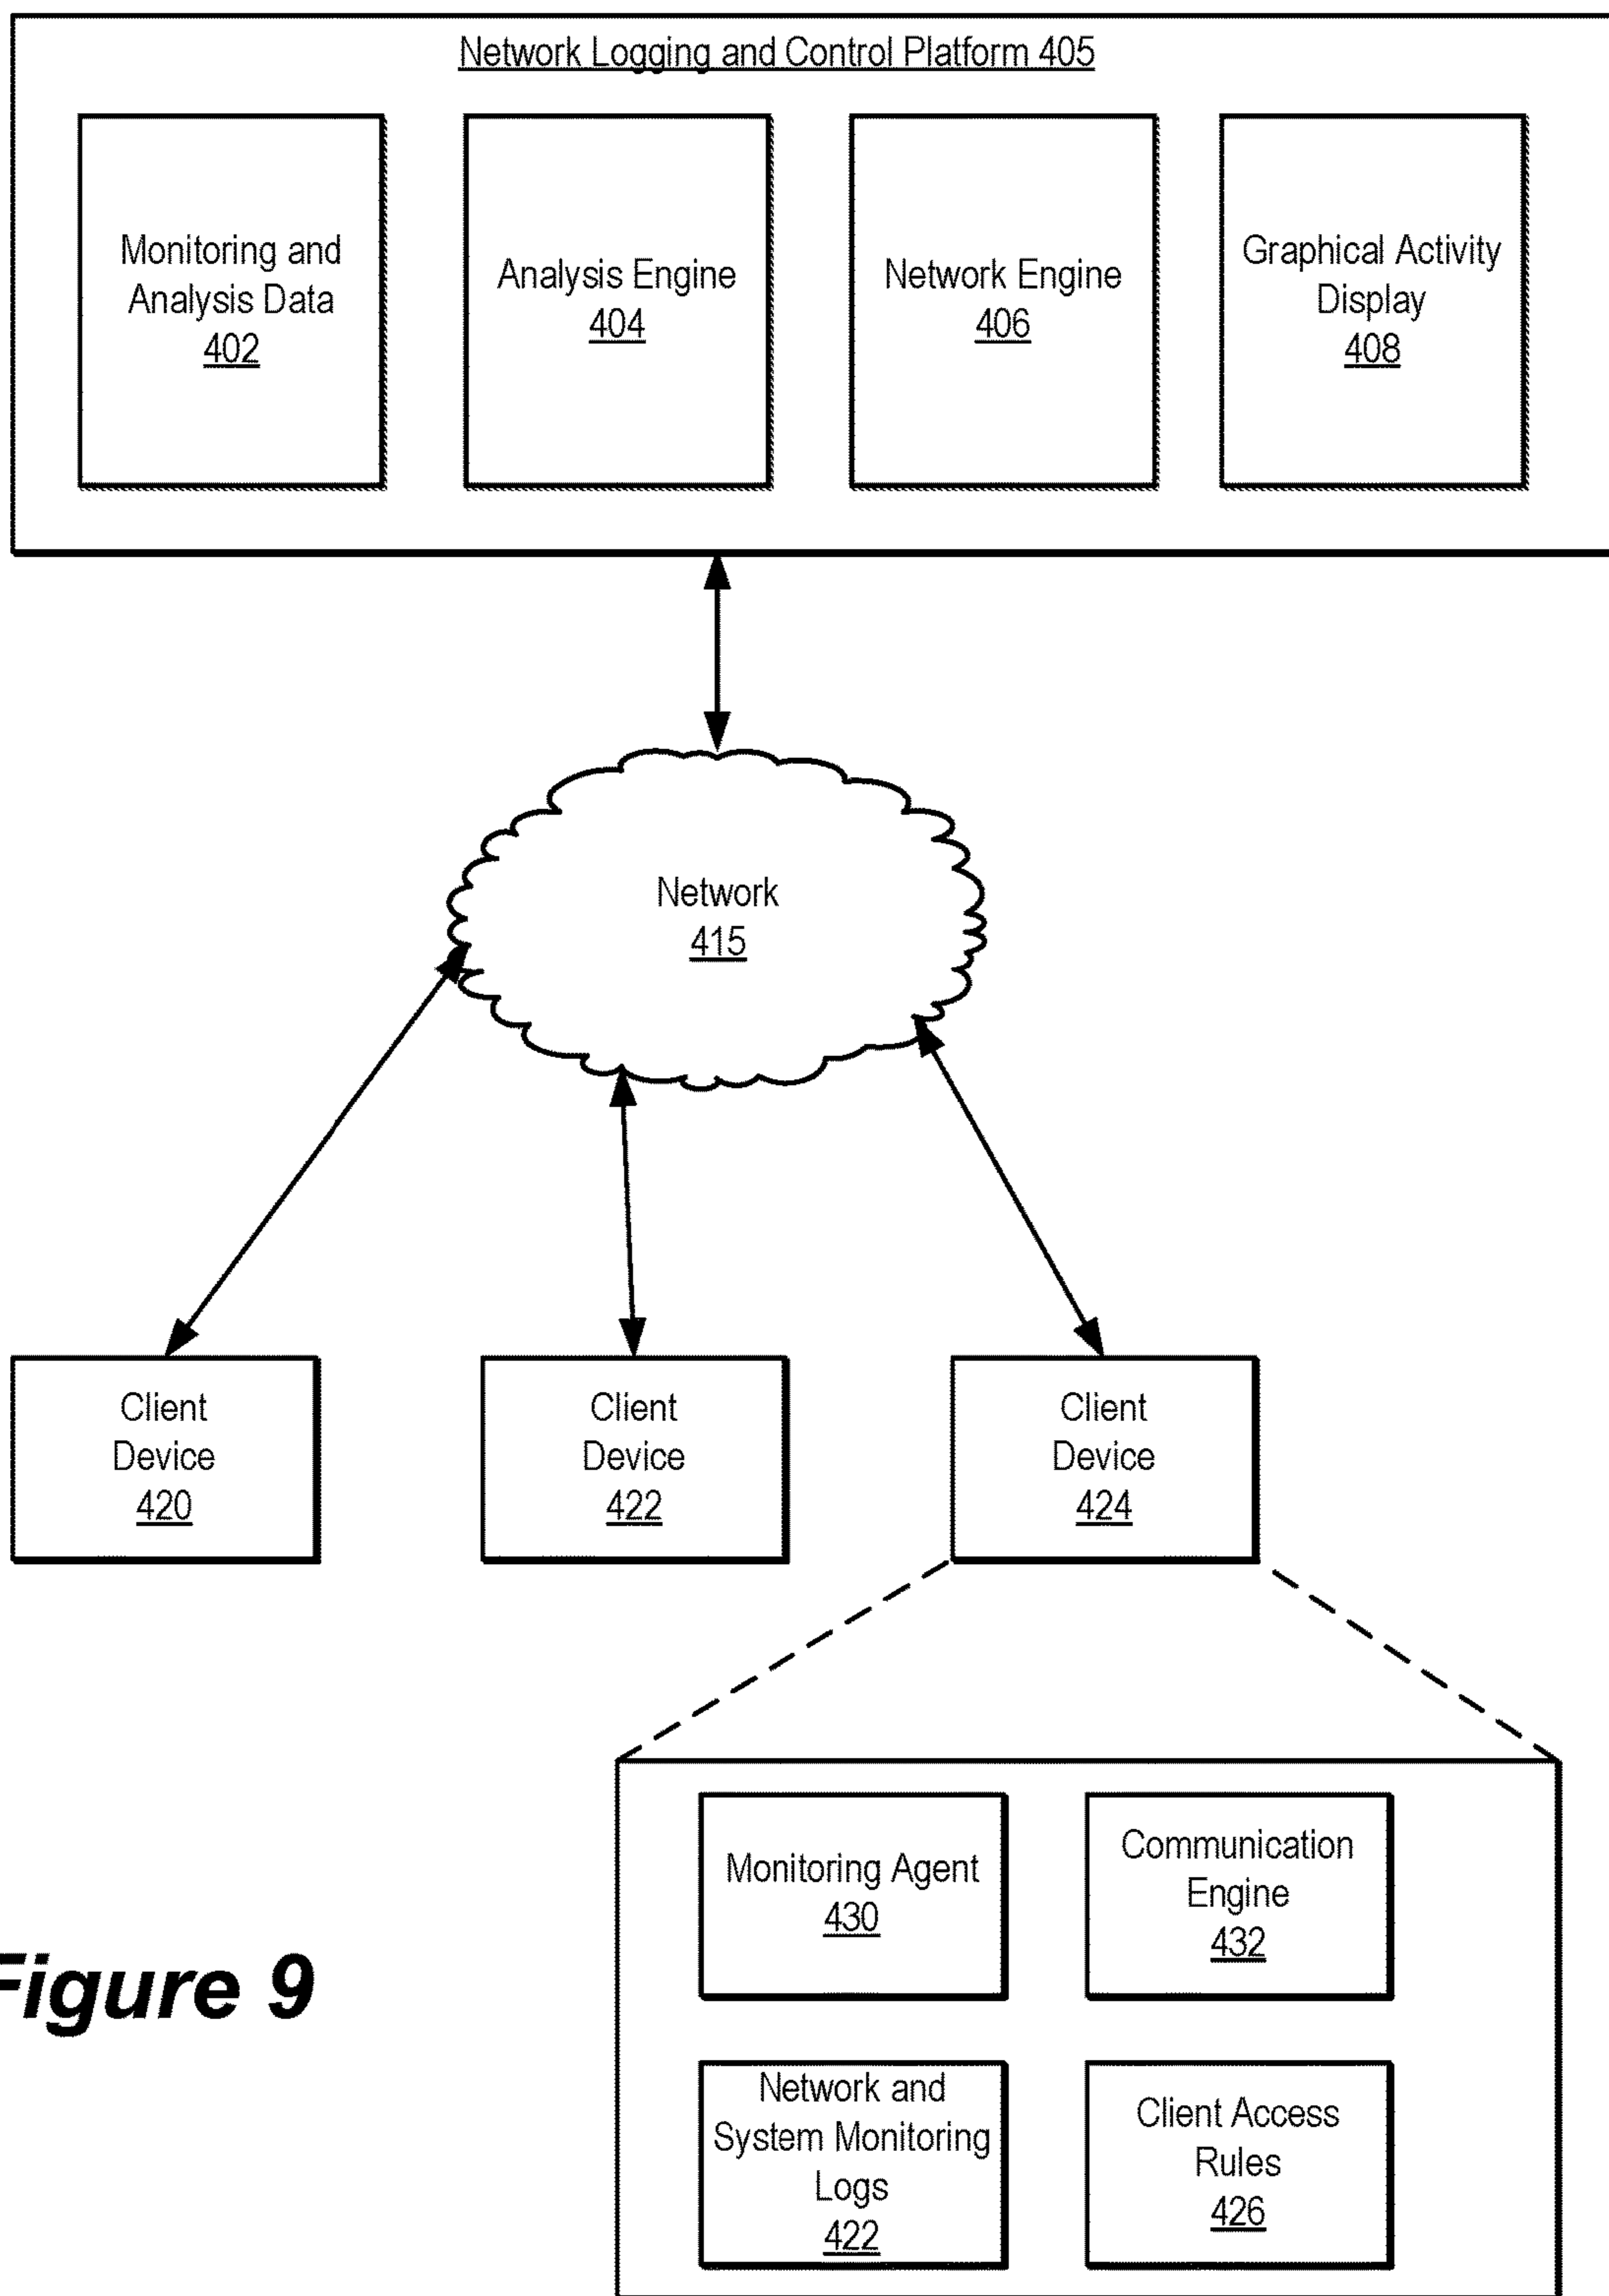 Network Logging and Control Platform 405
Monitoring and
Analysis Data
402
Analysis Engine
404
Network Engine
406
Graphical Activity
Display
408
Network
415
Client
Device
420
Client
Device
422
Client
Device
424
Monitoring Agent
430
Communication
Engine
432
Network and
System Monitoring
Logs
422
Client Access
Rules
426
Figure 9